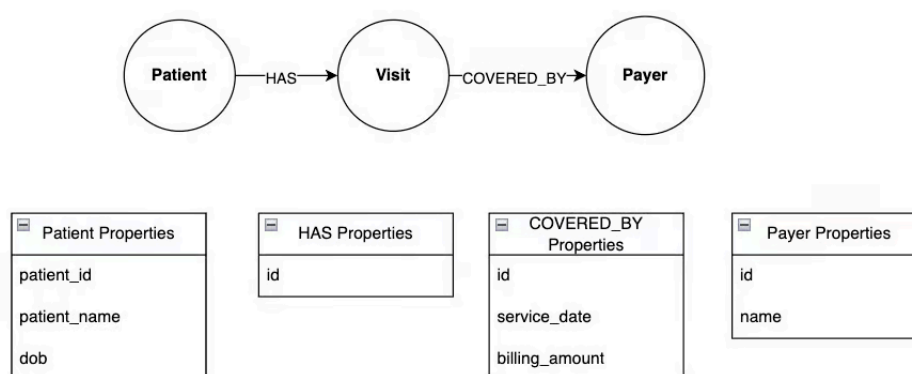 Patient
HAS
Visit
COVERED_BY
Payer
Patient Properties
patient_id
patient_name
dob
HAS Properties
id
COVERED_BY
Properties
id
service_date
billing_amount
Payer Properties
id
name